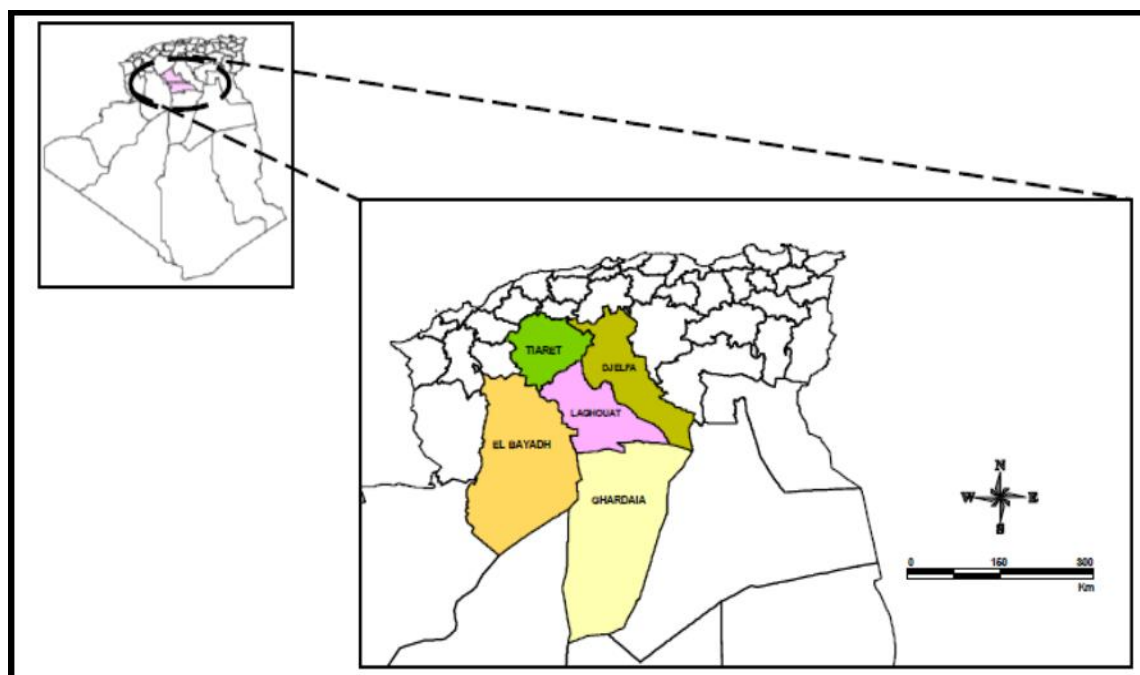 TIARET
DJELFA
LAGHOUAT
EL BAYADH
GHARDAIA
N
W E
S
0 150 300
Km